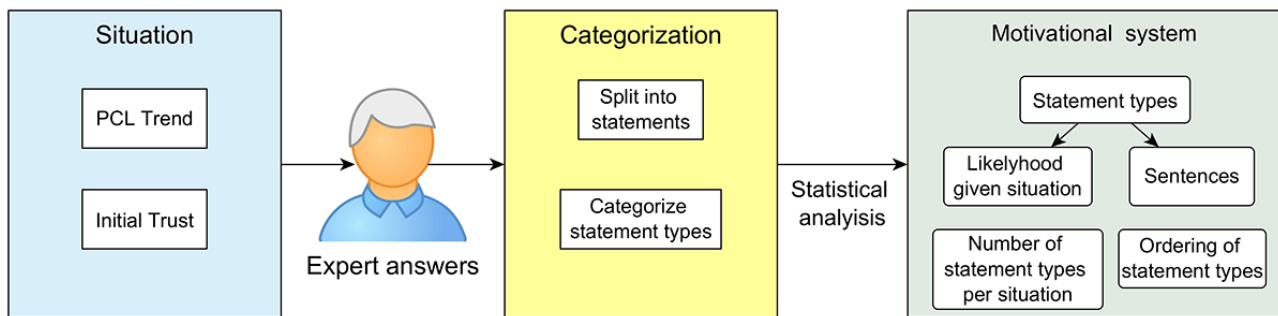 Situation
PCL Trend
Initial Trust
Expert answers
Categorization
Split into
statements
Categorize
statement types
Statistical
analyisis
Motivational system
Statement types
Likelyhood
given situation
Sentences
Number of
statement types
per situation
Ordering of
statement types